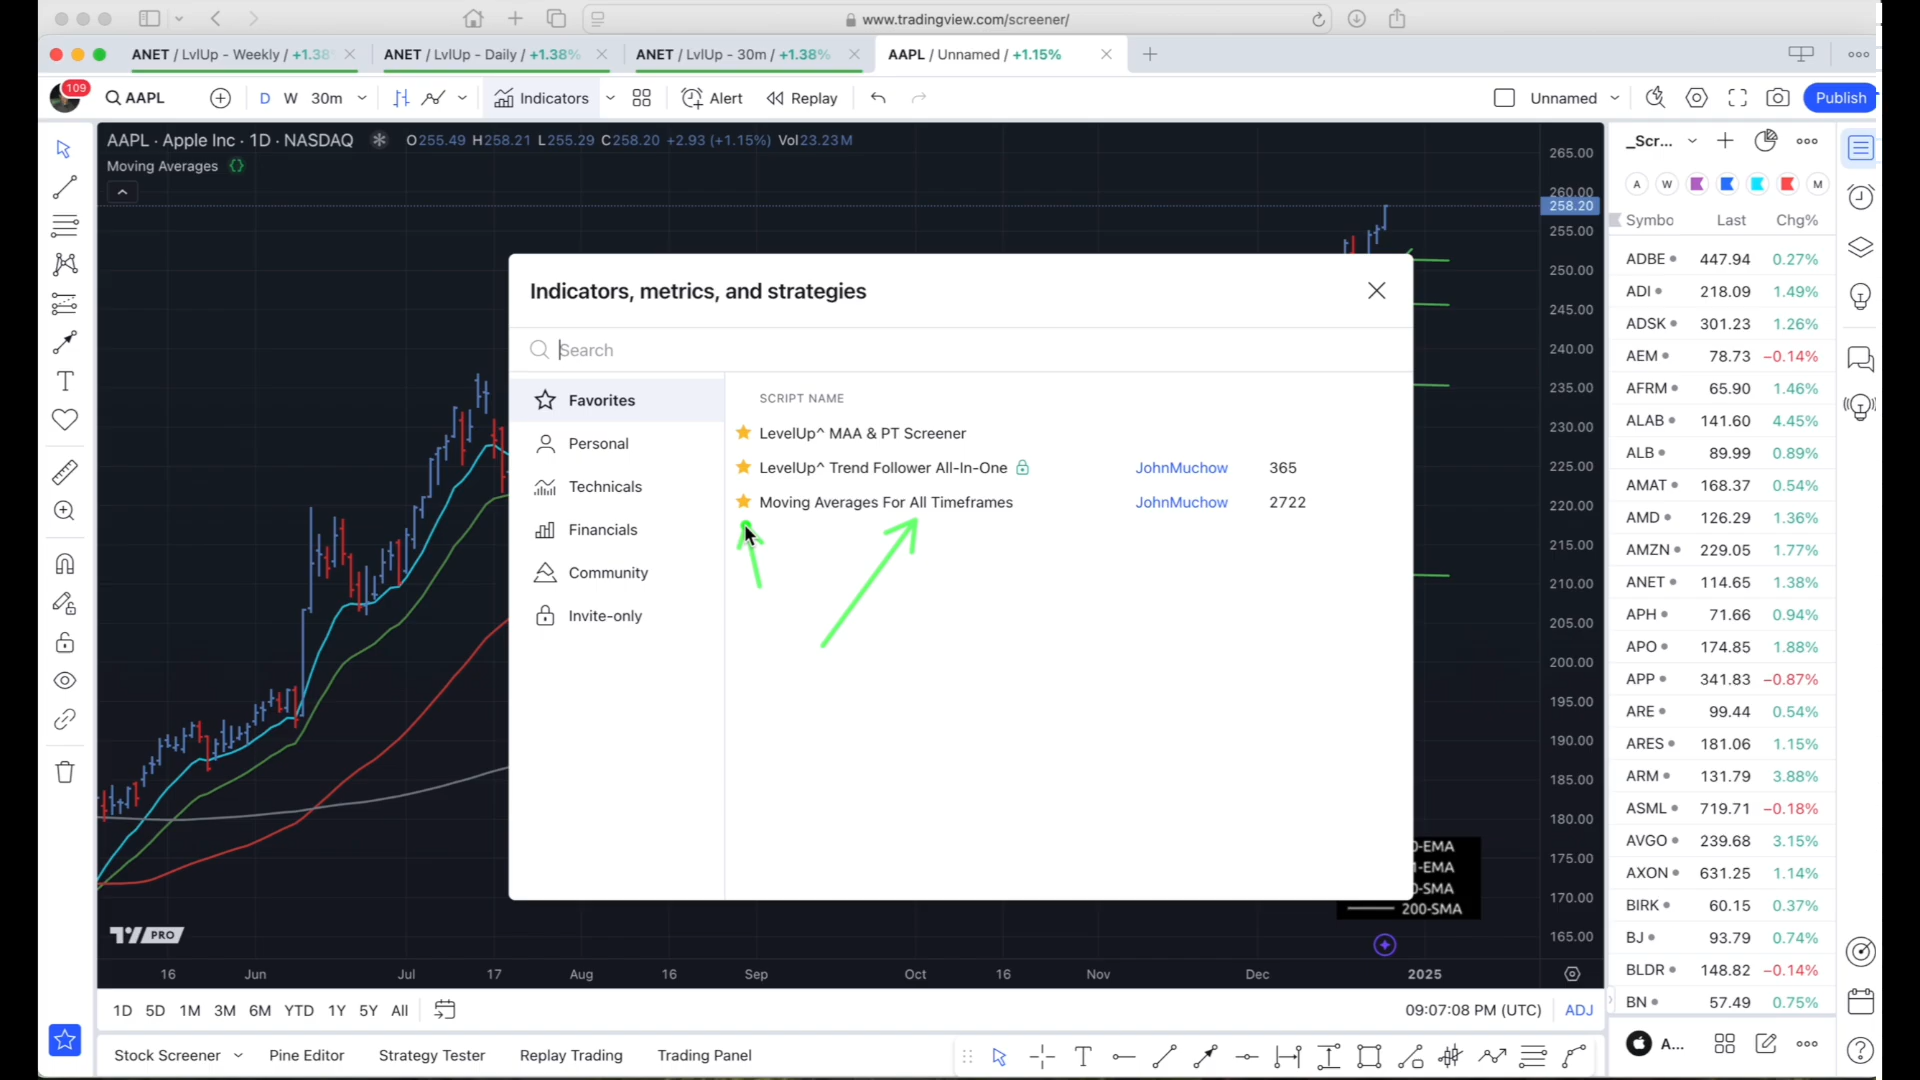 www.tradingview.com/screener/
ANET / LvlUp - Weekly / +1.38
ANET / LvlUp - Daily / +1.38%
ANET / LvlUp - 30m / +1.38%
AAPL / Unnamed / +1.15%
109
AAPL
D
W
30m
Indicators
Alert
Replay
Unnamed
Publish
AAPL · Apple Inc · 1D · NASDAQ
O255.49 H258.21 L255.29 C258.20 +2.93 (+1.15%) Vol23.23M
Moving Averages
Indicators, metrics, and strategies
Search
Favorites
Personal
Technicals
Financials
Community
Invite-only
SCRIPT NAME
LevelUp^ MAA & PT Screener
LevelUp^ Trend Follower All-In-One JohnMuchow 365
Moving Averages For All Timeframes JohnMuchow 2722
-EMA
-EMA
-SMA
200-SMA
265.00
260.00
258.20
255.00
250.00
245.00
240.00
235.00
230.00
225.00
220.00
215.00
210.00
205.00
200.00
195.00
190.00
185.00
180.00
175.00
170.00
165.00
PRO
16 Jun Jul 17 Aug 16 Sep Oct 16 Nov Dec 2025
1D 5D 1M 3M 6M YTD 1Y 5Y All
09:07:08 PM (UTC) ADJ
Stock Screener
Pine Editor
Strategy Tester
Replay Trading
Trading Panel
_Scr...
A W M
Symbo Last Chg%
ADBE 447.94 0.27%
ADI 218.09 1.49%
ADSK 301.23 1.26%
AEM 78.73 −0.14%
AFRM 65.90 1.46%
ALAB 141.60 4.45%
ALB 89.99 0.89%
AMAT 168.37 0.54%
AMD 126.29 1.36%
AMZN 229.05 1.77%
ANET 114.65 1.38%
APH 71.66 0.94%
APO 174.85 1.88%
APP 341.83 −0.87%
ARE 99.44 0.54%
ARES 181.06 1.15%
ARM 131.79 3.88%
ASML 719.71 −0.18%
AVGO 239.68 3.15%
AXON 631.25 1.14%
BIRK 60.15 0.37%
BJ 93.79 0.74%
BLDR 148.82 −0.14%
BN 57.49 0.75%
A...